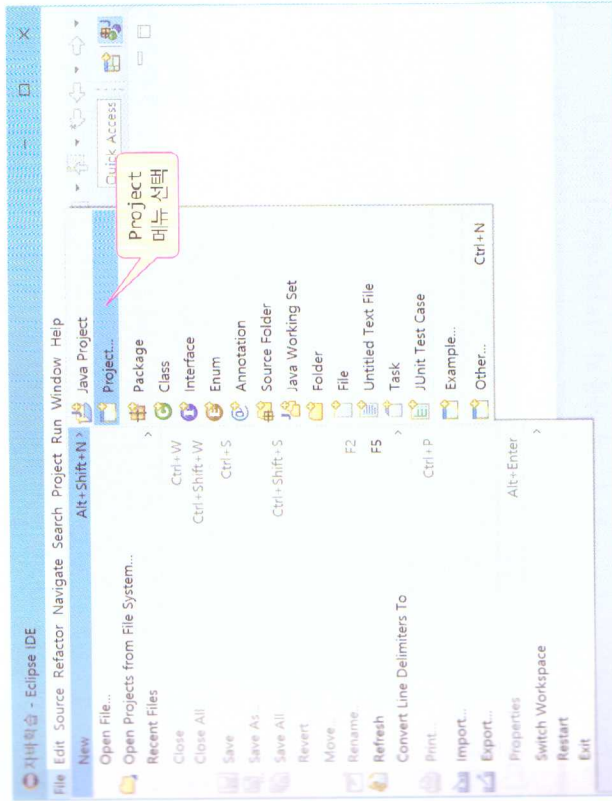 자바학습 - Eclipse IDE
File Edit Source Refactor Navigate Search Project Run Window Help
Quick Access
New Alt+Shift+N >
Open File...
Open Projects from File System...
Recent Files >
Close Ctrl+W
Close All Ctrl+Shift+W
Save Ctrl+S
Save As...
Save All Ctrl+Shift+S
Revert
Move...
Rename... F2
Refresh F5
Convert Line Delimiters To >
Print... Ctrl+P
Import...
Export...
Properties Alt+Enter
Switch Workspace >
Restart
Exit
Java Project
Project...
Package
Class
Interface
Enum
Annotation
Source Folder
Java Working Set
Folder
File
Untitled Text File
Task
JUnit Test Case
Example...
Other... Ctrl+N
Project
메뉴 선택